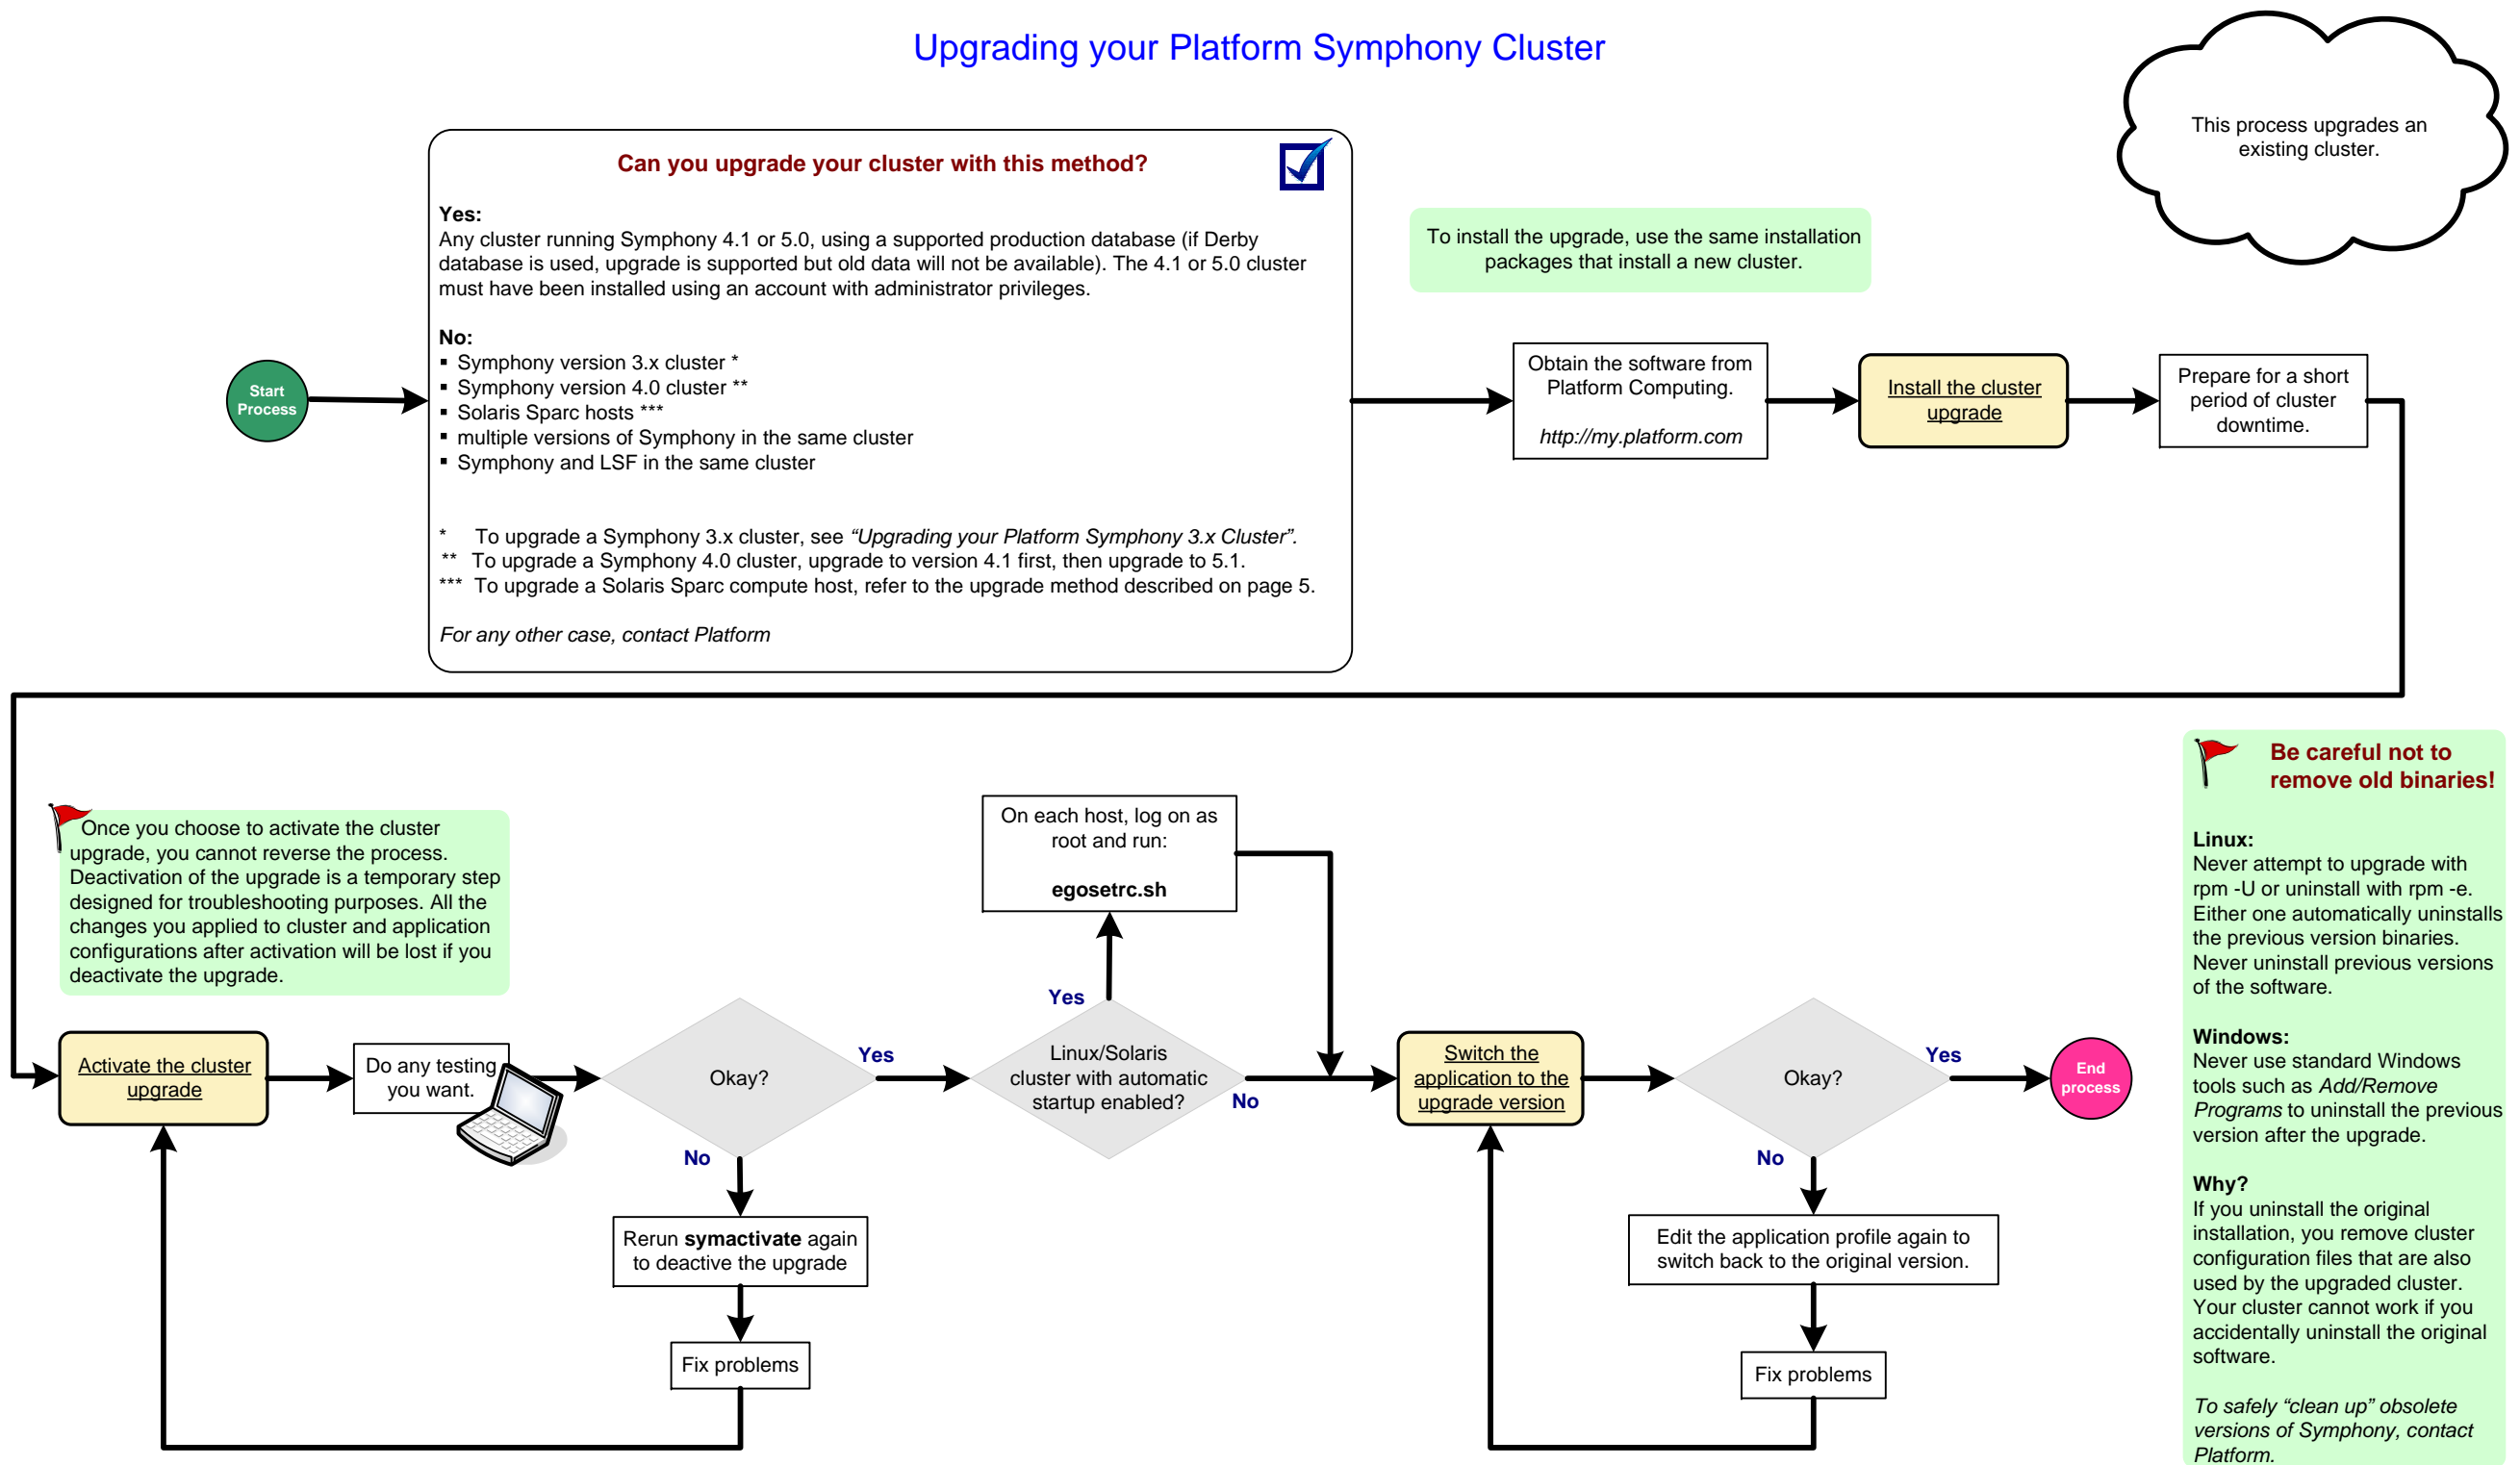 Upgrading your Platform Symphony Cluster
This process upgrades an
existing cluster.
Can you upgrade your cluster with this method?
Yes:
Any cluster running Symphony 4.1 or 5.0, using a supported production database (if Derby
database is used, upgrade is supported but old data will not be available). The 4.1 or 5.0 cluster
must have been installed using an account with administrator privileges.
No:
▪ Symphony version 3.x cluster *
▪ Symphony version 4.0 cluster **
▪ Solaris Sparc hosts ***
▪ multiple versions of Symphony in the same cluster
▪ Symphony and LSF in the same cluster
* To upgrade a Symphony 3.x cluster, see “Upgrading your Platform Symphony 3.x Cluster”.
** To upgrade a Symphony 4.0 cluster, upgrade to version 4.1 first, then upgrade to 5.1.
*** To upgrade a Solaris Sparc compute host, refer to the upgrade method described on page 5.
For any other case, contact Platform
Start
Process
To install the upgrade, use the same installation
packages that install a new cluster.
Obtain the software from
Platform Computing.
http://my.platform.com
Install the cluster
upgrade
Prepare for a short
period of cluster
downtime.
Once you choose to activate the cluster
upgrade, you cannot reverse the process.
Deactivation of the upgrade is a temporary step
designed for troubleshooting purposes. All the
changes you applied to cluster and application
configurations after activation will be lost if you
deactivate the upgrade.
Activate the cluster
upgrade
Do any testing
you want.
Okay?
Yes
No
Rerun symactivate again
to deactive the upgrade
Fix problems
On each host, log on as
root and run:
egosetrc.sh
Yes
Linux/Solaris
cluster with automatic
startup enabled?
No
Switch the
application to the
upgrade version
Okay?
Yes
No
Edit the application profile again to
switch back to the original version.
Fix problems
End
process
Be careful not to
remove old binaries!
Linux:
Never attempt to upgrade with
rpm -U or uninstall with rpm -e.
Either one automatically uninstalls
the previous version binaries.
Never uninstall previous versions
of the software.
Windows:
Never use standard Windows
tools such as Add/Remove
Programs to uninstall the previous
version after the upgrade.
Why?
If you uninstall the original
installation, you remove cluster
configuration files that are also
used by the upgraded cluster.
Your cluster cannot work if you
accidentally uninstall the original
software.
To safely “clean up” obsolete
versions of Symphony, contact
Platform.